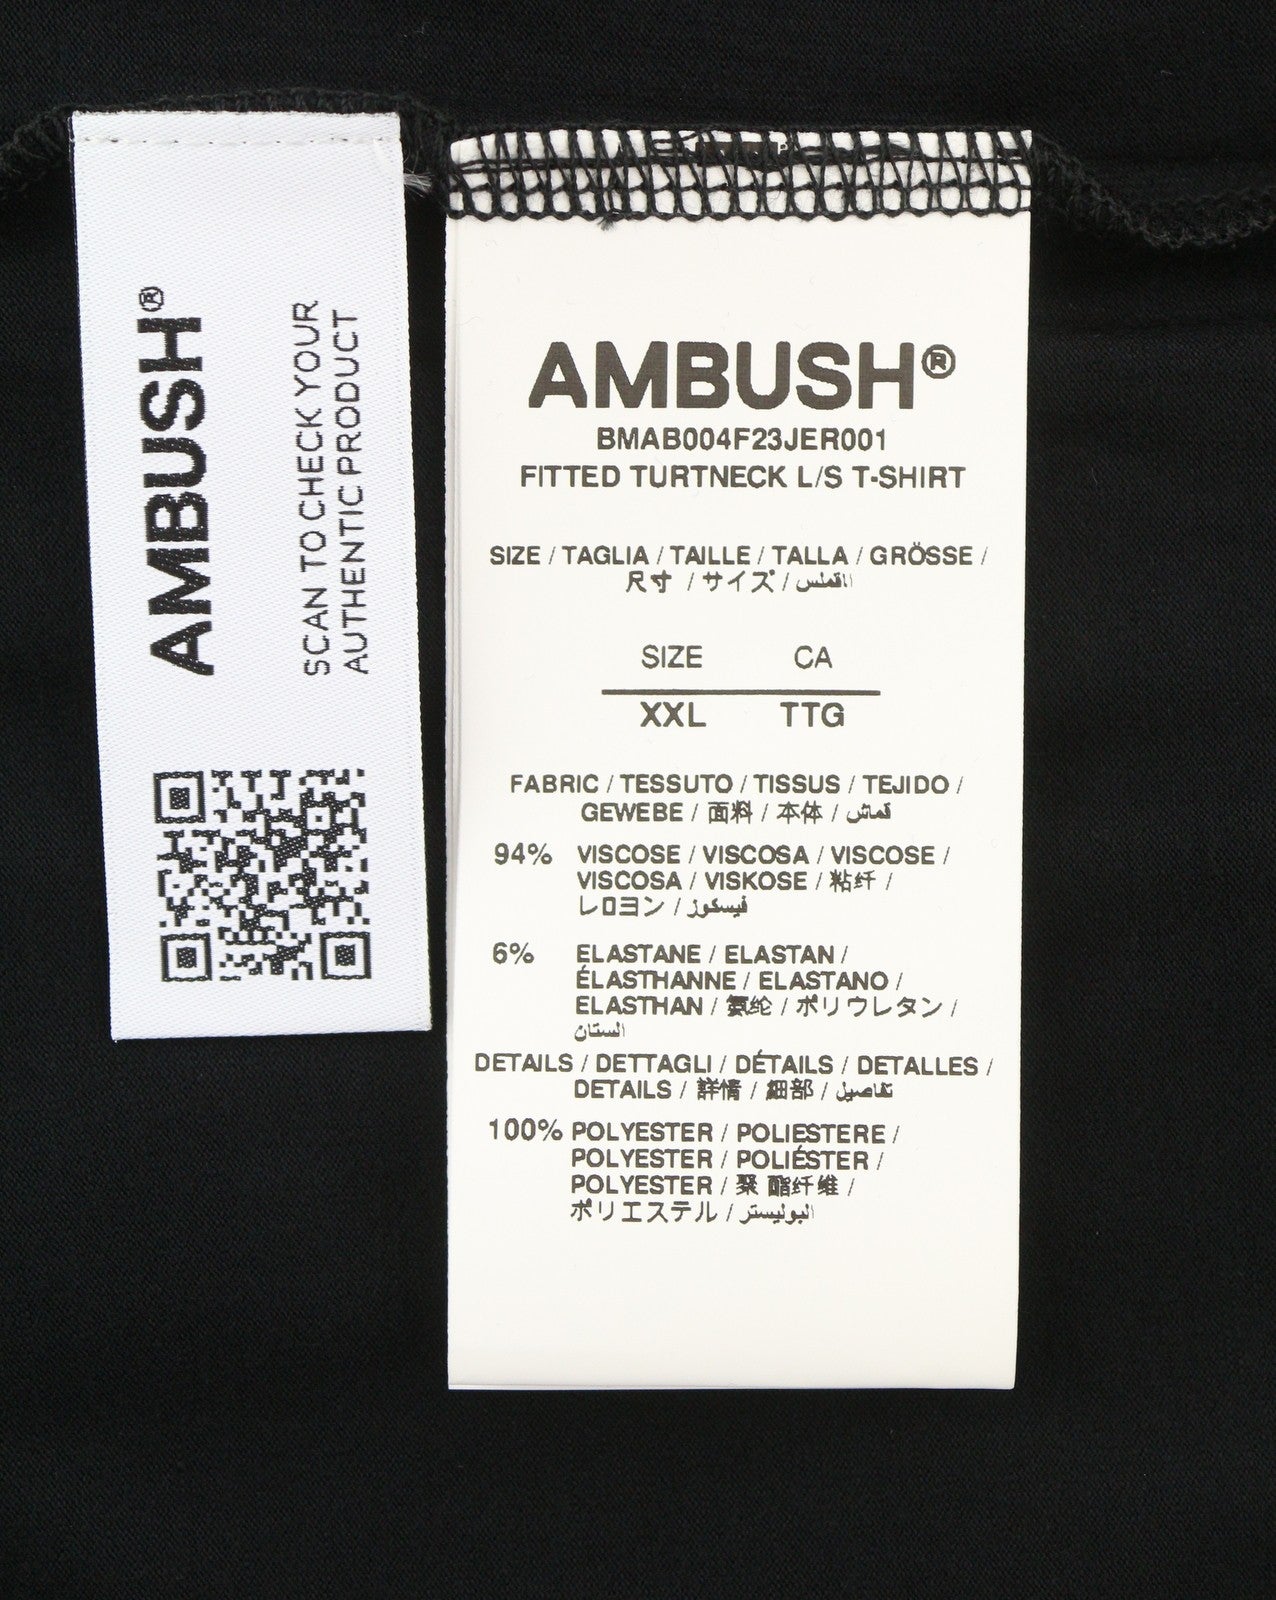 AMBUSH®
SCAN TO CHECK YOUR
AUTHENTIC PRODUCT
AMBUSH®
BMAB004F23JER001
FITTED TURTNECK L/S T-SHIRT
SIZE / TAGLIA / TAILLE / TALLA / GRÖSSE /
尺寸 / サイズ /
SIZE CA
XXL TTG
FABRIC / TESSUTO / TISSUS / TEJIDO /
GEWEBE / 面料 / 本体 / قماش
94% VISCOSE / VISCOSA / VISCOSE /
VISCOSA / VISKOSE / 粘纤 /
レーヨン / فيسكوز
6% ELASTANE / ELASTAN /
ÉLASTHANNE / ELASTANO /
ELASTHAN / 氨纶 / ポリウレタン /
الستان
DETAILS / DETTAGLI / DÉTAILS / DETALLES /
DETAILS / 詳情 / 細部 / تفاصيل
100% POLYESTER / POLIESTERE /
POLYESTER / POLIÉSTER /
POLYESTER / 聚酯纤维 /
ポリエステル / البوليستر